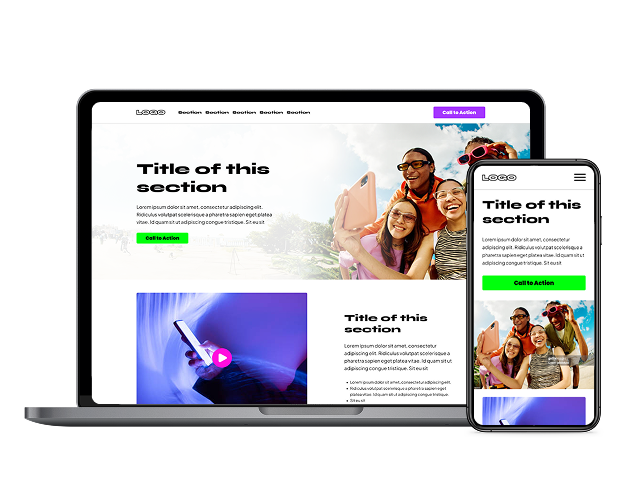 LOGO
Section Section Section Section Section
Call to Action
Title of this
section
Lorem ipsum dolor sit amet, consectetur adipiscing elit.
Ridiculus volutpat scelerisque a pharetra sapien eget platea
vitae. Id quam sit ut adipiscing congue tristique. Sit eu sit
Call to Action
Title of this
section
Lorem ipsum dolor sit amet, consectetur adipiscing elit.
Ridiculus volutpat scelerisque a pharetra sapien eget
platea vitae. Id quam sit ut adipiscing
congue tristique. Sit eu sit
• Lorem ipsum dolor sit amet, consectetur adipiscing elit.
• Ridiculus volutpat scelerisque a pharetra sapien eget
platea vitae. Id quam sit ut adipiscing congue tristique.
• Sit eu sit
LOGO
Title of this
section
Lorem ipsum dolor sit amet, consectetur
adipiscing elit. Ridiculus volutpat scelerisque a
pharetra sapien eget platea vitae. Id quam sit ut
adipiscing congue tristique. Sit eu sit
Call to Action